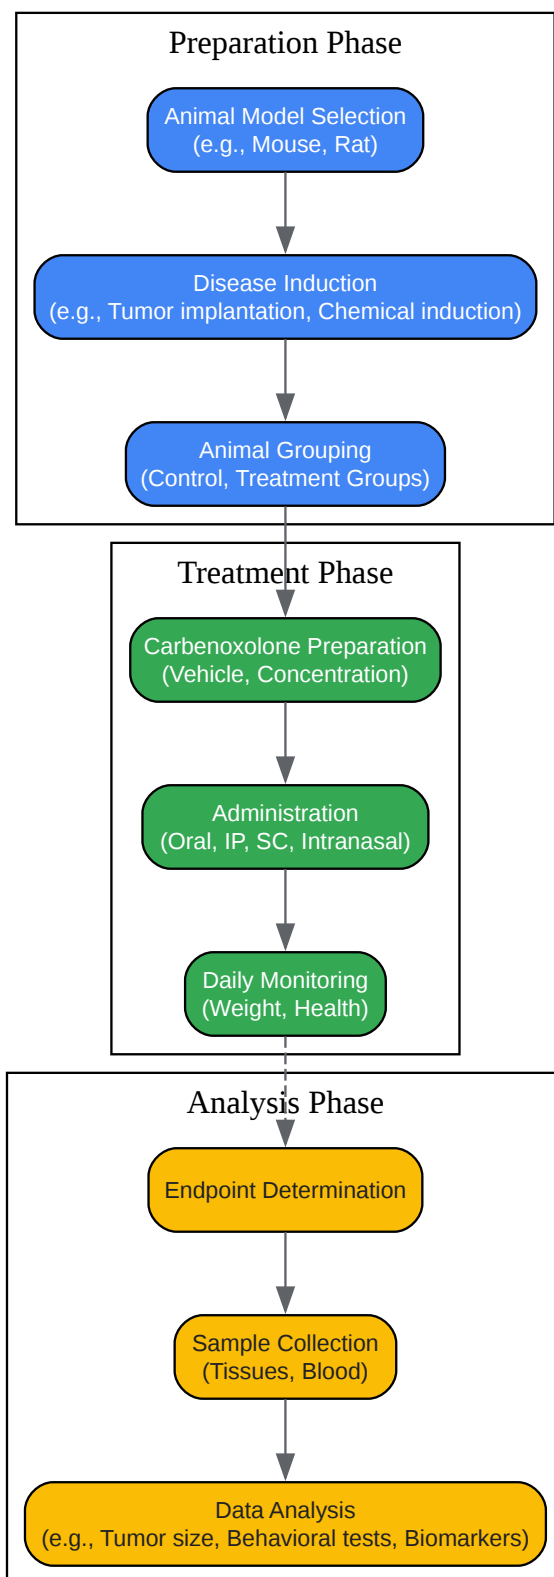 Preparation Phase
Animal Model Selection
(e.g., Mouse, Rat)
Disease Induction
(e.g., Tumor implantation, Chemical induction)
Animal Grouping
(Control, Treatment Groups)
Treatment Phase
Carbenoxolone Preparation
(Vehicle, Concentration)
Administration
(Oral, IP, SC, Intranasal)
Daily Monitoring
(Weight, Health)
Analysis Phase
Endpoint Determination
Sample Collection
(Tissues, Blood)
Data Analysis
(e.g., Tumor size, Behavioral tests, Biomarkers)